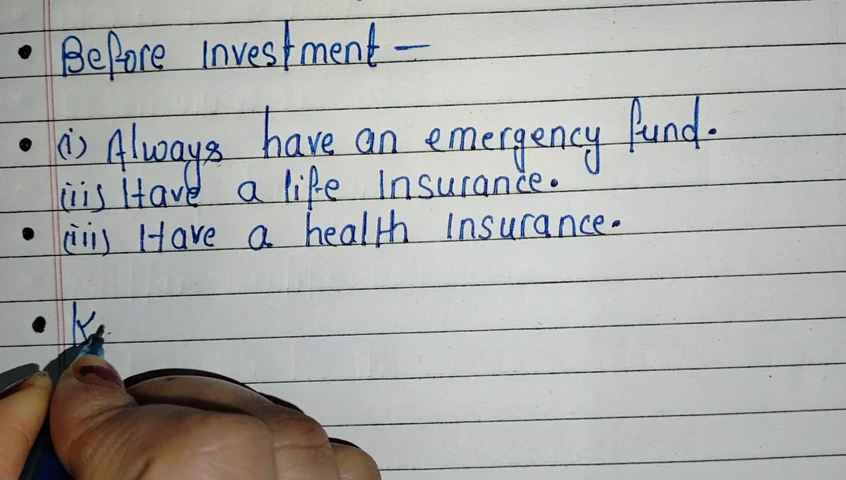 • Before Investment —
• (i) Always have an emergency fund.
(ii) Have a life Insurance.
• (iii) Have a health Insurance.
• K